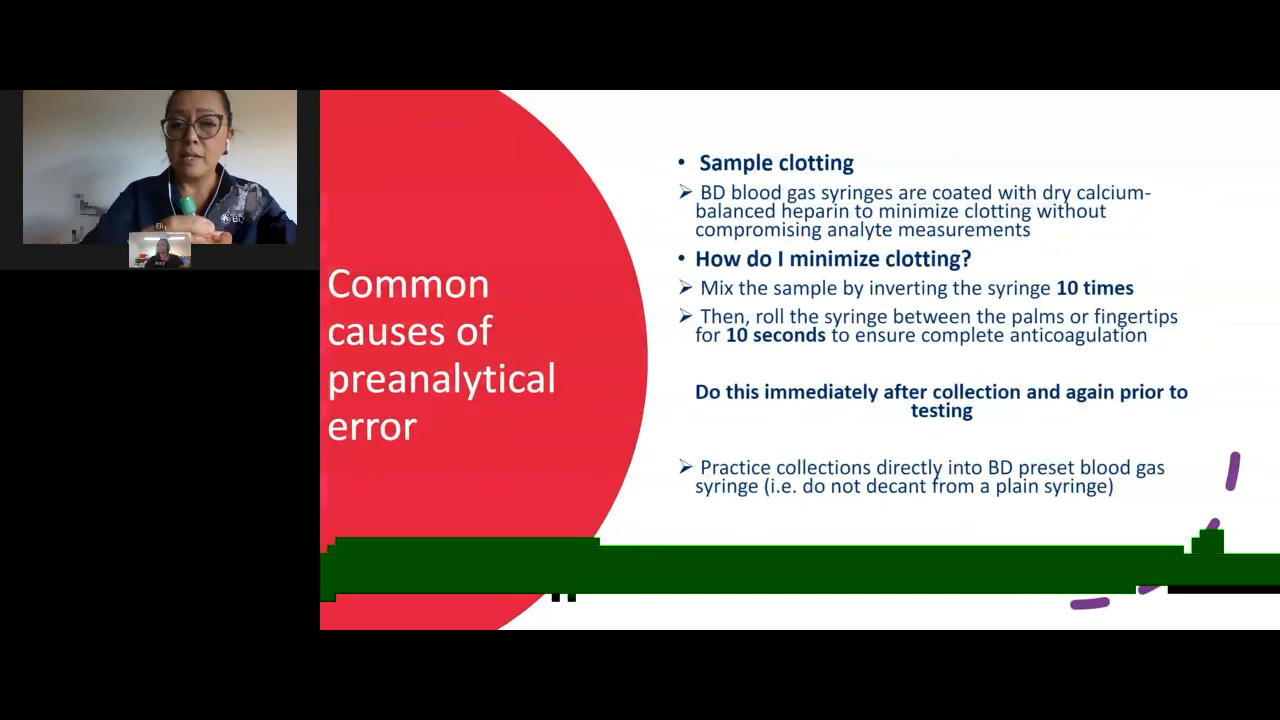 BD
Eli
Amy
Common
causes of
preanalytical
error
• Sample clotting
➢ BD blood gas syringes are coated with dry calcium-
balanced heparin to minimize clotting without
compromising analyte measurements
• How do I minimize clotting?
➢ Mix the sample by inverting the syringe 10 times
➢ Then, roll the syringe between the palms or fingertips
for 10 seconds to ensure complete anticoagulation
Do this immediately after collection and again prior to
testing
➢ Practice collections directly into BD preset blood gas
syringe (i.e. do not decant from a plain syringe)